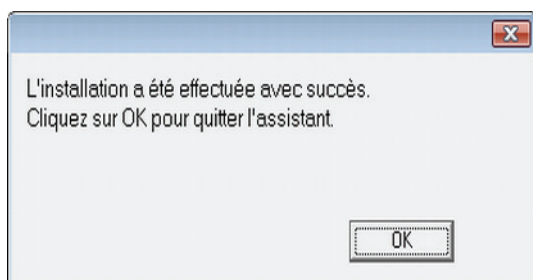 L'installation a été effectuée avec succès.
Cliquez sur OK pour quitter l'assistant.
OK